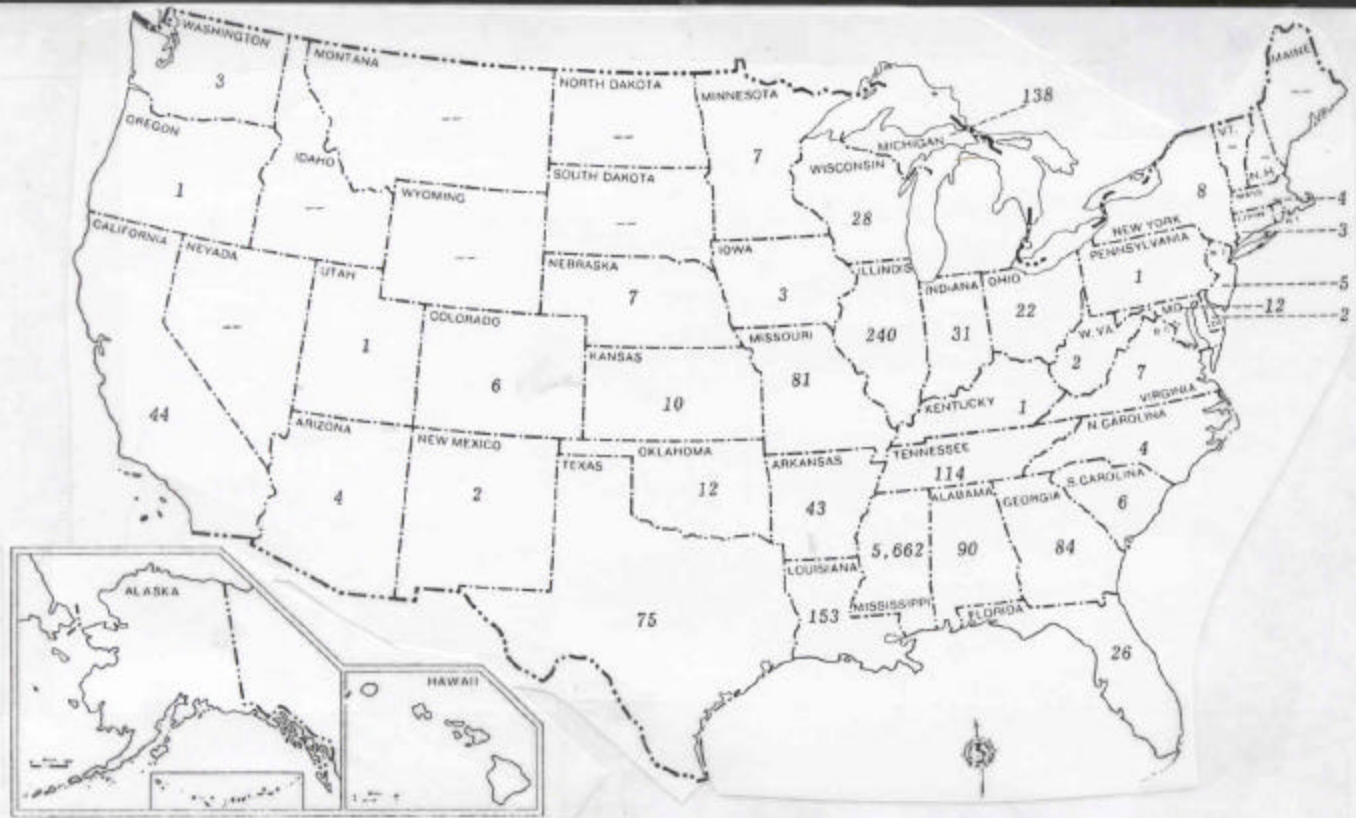 WASHINGTON
3
MONTANA
--
NORTH DAKOTA
--
MINNESOTA
7
138
MAINE
--
OREGON
1
IDAHO
--
WYOMING
--
SOUTH DAKOTA
--
WISCONSIN
28
MICHIGAN
VT.
--
N.H.
--
MASS
4
R.I.
3
NEW YORK
8
CALIFORNIA
44
NEVADA
--
UTAH
1
COLORADO
6
NEBRASKA
7
IOWA
3
ILLINOIS
240
INDIANA
31
OHIO
22
PENNSYLVANIA
1
N.J.
5
MD.
12
2
W. VA.
2
VIRGINIA
7
KANSAS
10
MISSOURI
81
KENTUCKY
1
N. CAROLINA
4
ARIZONA
4
NEW MEXICO
2
TEXAS
75
OKLAHOMA
12
ARKANSAS
43
TENNESSEE
114
S. CAROLINA
6
MISSISSIPPI
5,662
ALABAMA
90
GEORGIA
84
LOUISIANA
153
FLORIDA
26
ALASKA
HAWAII